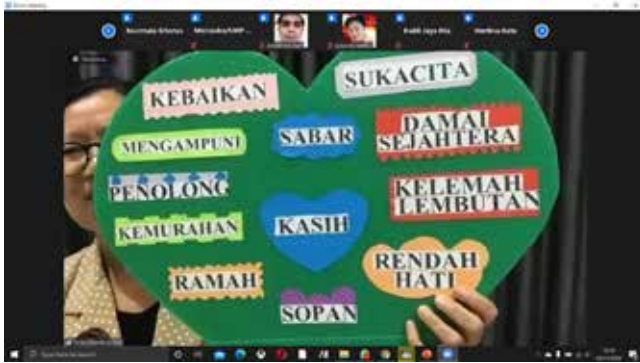 KEBAIKAN
SUKACITA
MENGAMPUNI
SABAR
DAMAI
SEJAHTERA
PENOLONG
KELEMAH
LEMBUTAN
KEMURAHAN
KASIH
RAMAH
RENDAH
HATI
SOPAN